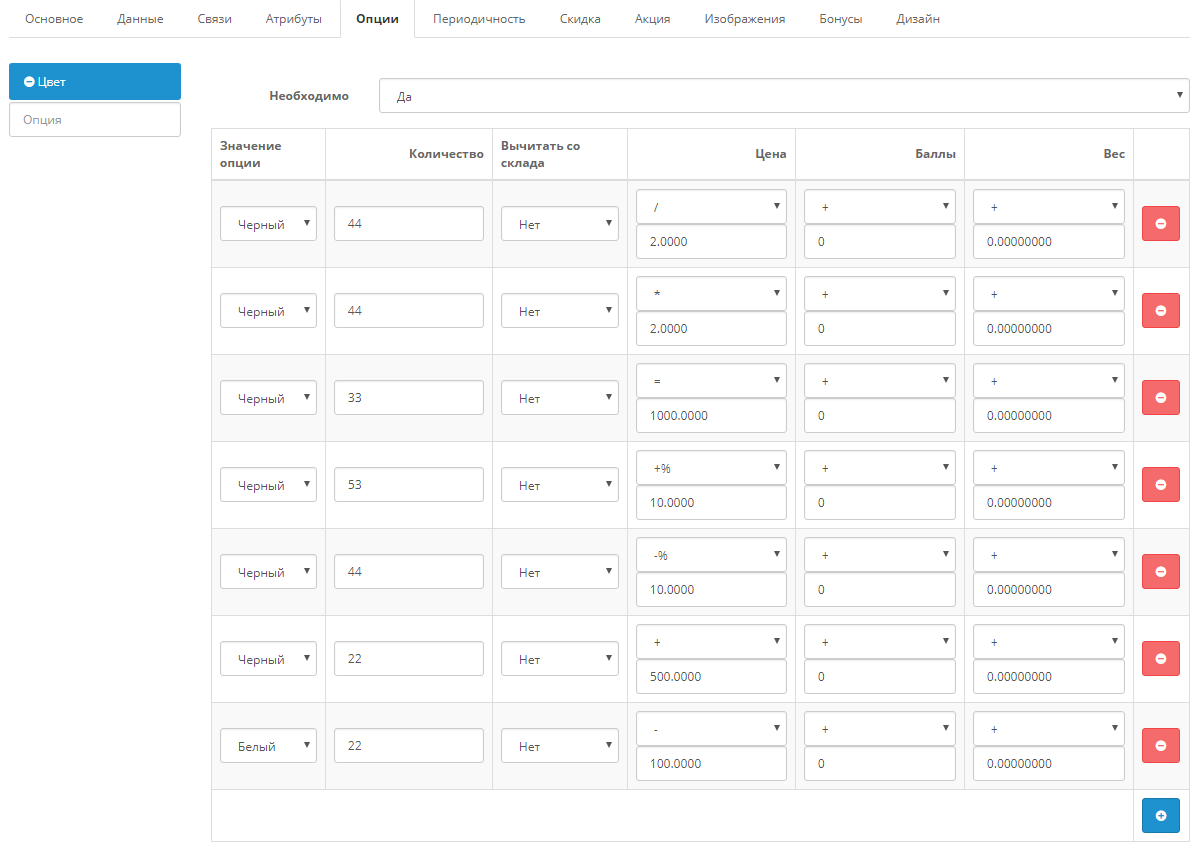 Основное Данные Связи Атрибуты Опции Периодичность Скидка Акция Изображения Бонусы Дизайн
Цвет
Опция
Необходимо Да
Значение опции Количество Вычитать со склада Цена Баллы Вес
Черный 44 Нет / + +
2.0000 0 0.00000000
Черный 44 Нет * + +
2.0000 0 0.00000000
Черный 33 Нет = + +
1000.0000 0 0.00000000
Черный 53 Нет +% + +
10.0000 0 0.00000000
Черный 44 Нет -% + +
10.0000 0 0.00000000
Черный 22 Нет + + +
500.0000 0 0.00000000
Белый 22 Нет - + +
100.0000 0 0.00000000